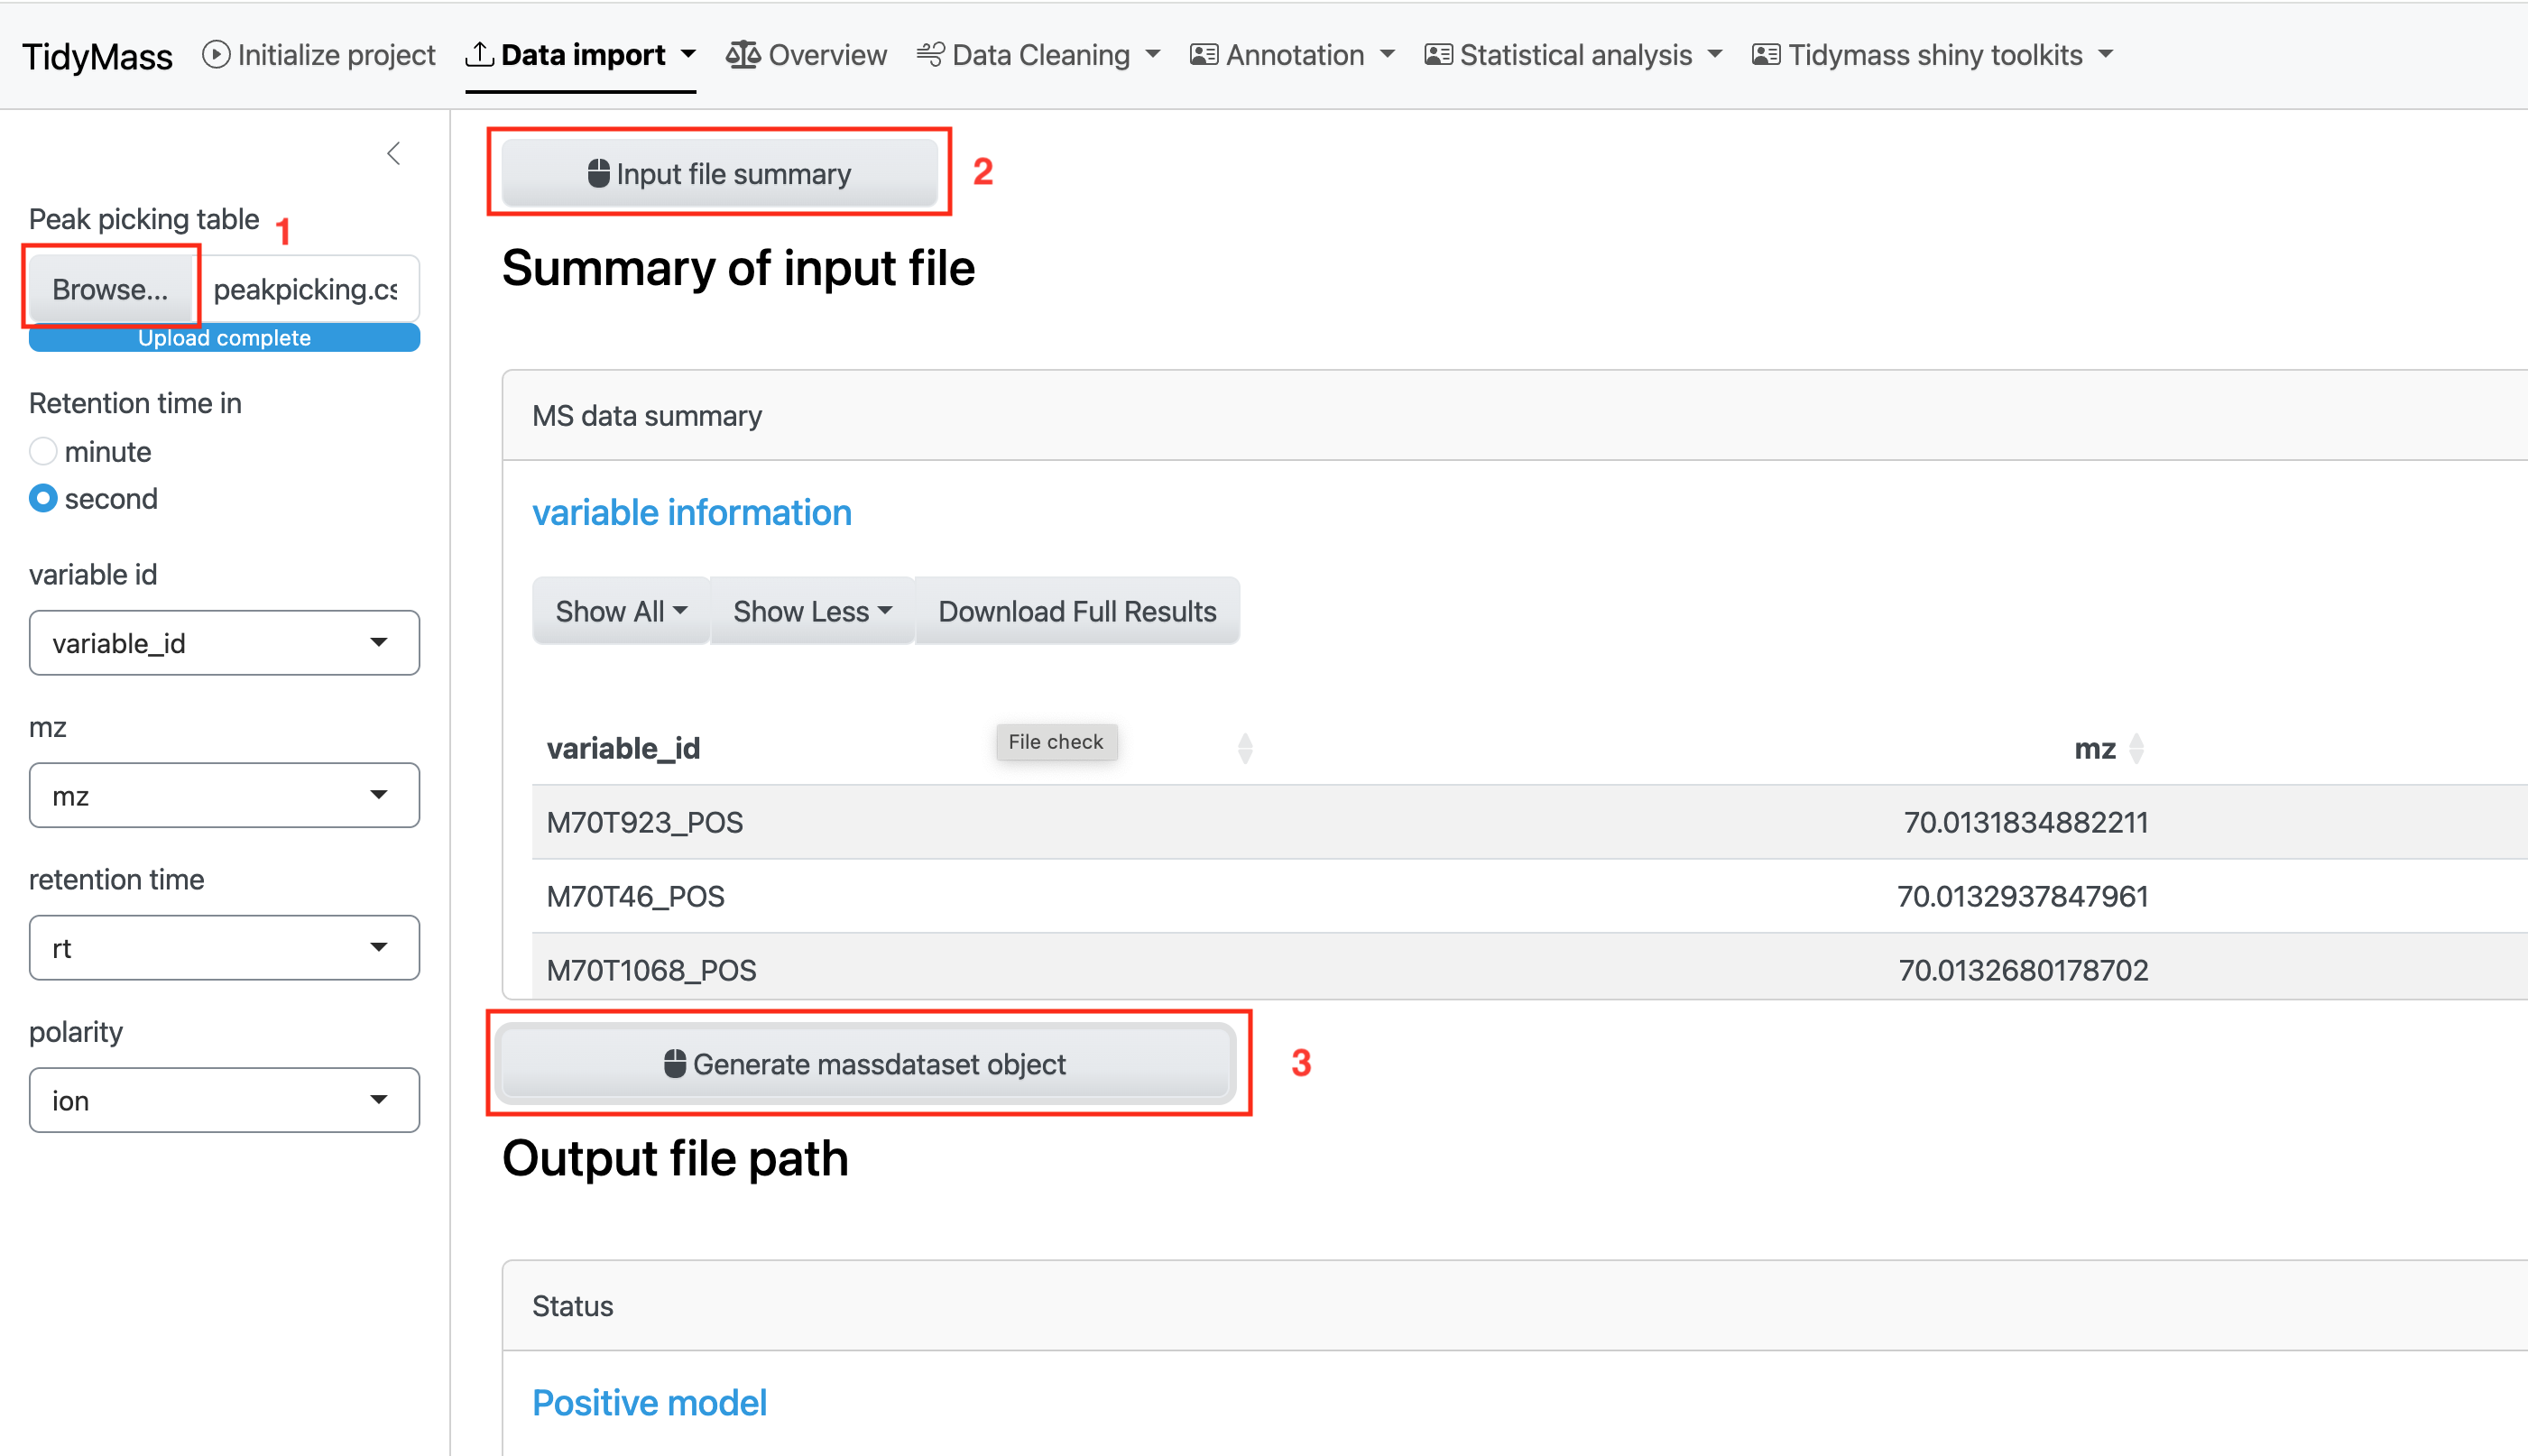 TidyMass Initialize project Data import Overview Data Cleaning Annotation Statistical analysis Tidymass shiny toolkits
Peak picking table 1
Browse... peakpicking.cs
Upload complete
Retention time in
minute
second
variable id
variable_id
mz
mz
retention time
rt
polarity
ion
Input file summary 2
Summary of input file
MS data summary
variable information
Show All Show Less Download Full Results
variable_id File check mz
M70T923_POS 70.0131834882211
M70T46_POS 70.0132937847961
M70T1068_POS 70.0132680178702
Generate massdataset object 3
Output file path
Status
Positive model